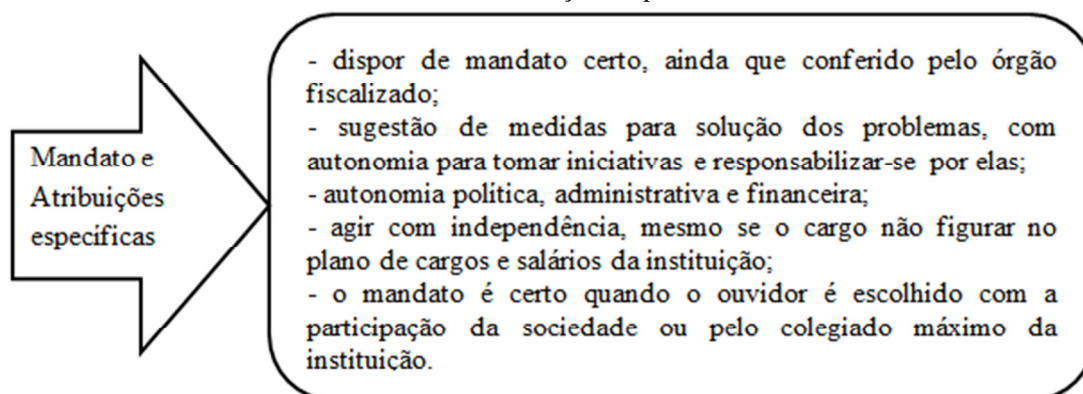 Mandato e
Atribuições
específicas
- dispor de mandato certo, ainda que conferido pelo órgão
fiscalizado;
- sugestão de medidas para solução dos problemas, com
autonomia para tomar iniciativas e responsabilizar-se por elas;
- autonomia política, administrativa e financeira;
- agir com independência, mesmo se o cargo não figurar no
plano de cargos e salários da instituição;
- o mandato é certo quando o ouvidor é escolhido com a
participação da sociedade ou pelo colegiado máximo da
instituição.